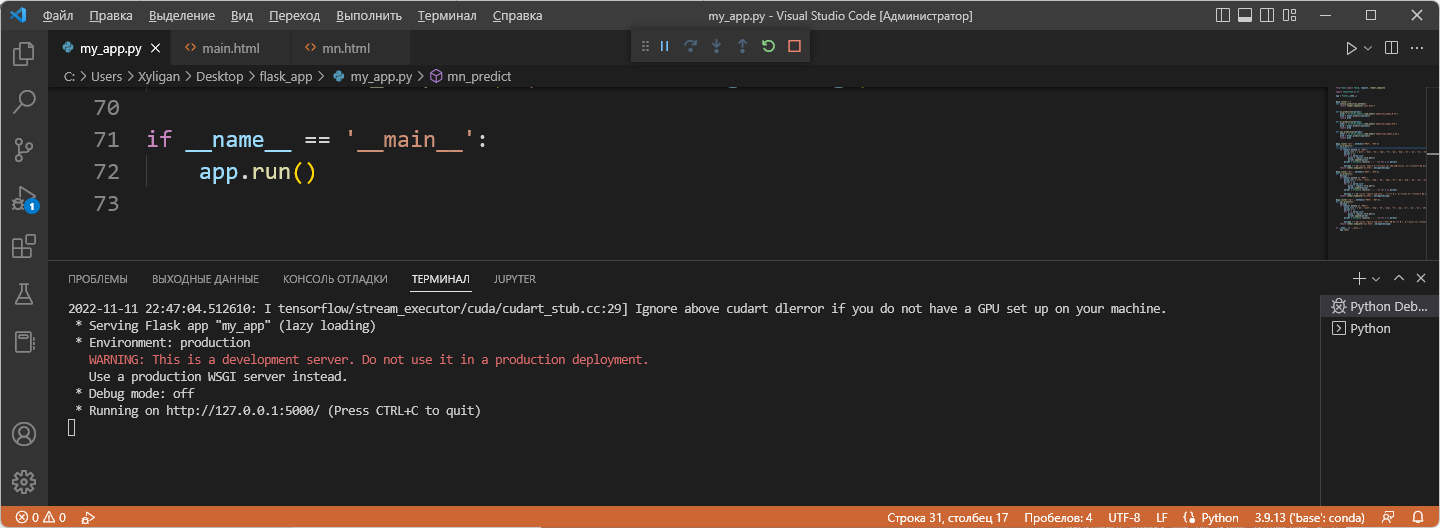 Файл Правка Выделение Вид Переход Выполнить Терминал Справка my_app.py - Visual Studio Code [Администратор]
my_app.py main.html mn.html
C: > Users > Xyligan > Desktop > flask_app > my_app.py > mn_predict
70
71 if __name__ == '__main__':
72 app.run()
73
1
ПРОБЛЕМЫ ВЫХОДНЫЕ ДАННЫЕ КОНСОЛЬ ОТЛАДКИ ТЕРМИНАЛ JUPYTER
2022-11-11 22:47:04.512610: I tensorflow/stream_executor/cuda/cudart_stub.cc:29] Ignore above cudart dlerror if you do not have a GPU set up on your machine.
* Serving Flask app "my_app" (lazy loading)
* Environment: production
WARNING: This is a development server. Do not use it in a production deployment.
Use a production WSGI server instead.
* Debug mode: off
* Running on http://127.0.0.1:5000/ (Press CTRL+C to quit)
Python Deb...
Python
0 0 Строка 31, столбец 17 Пробелов: 4 UTF-8 LF Python 3.9.13 ('base': conda)